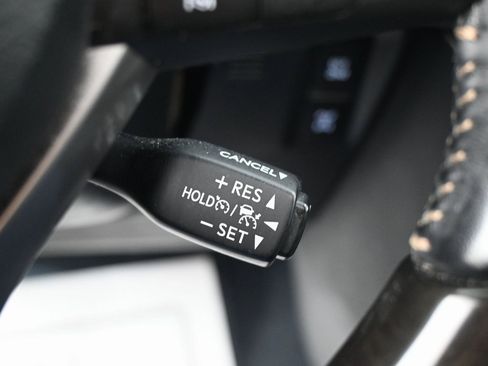 CANCEL▼
+ RES ▲
HOLD /
– SET ▼